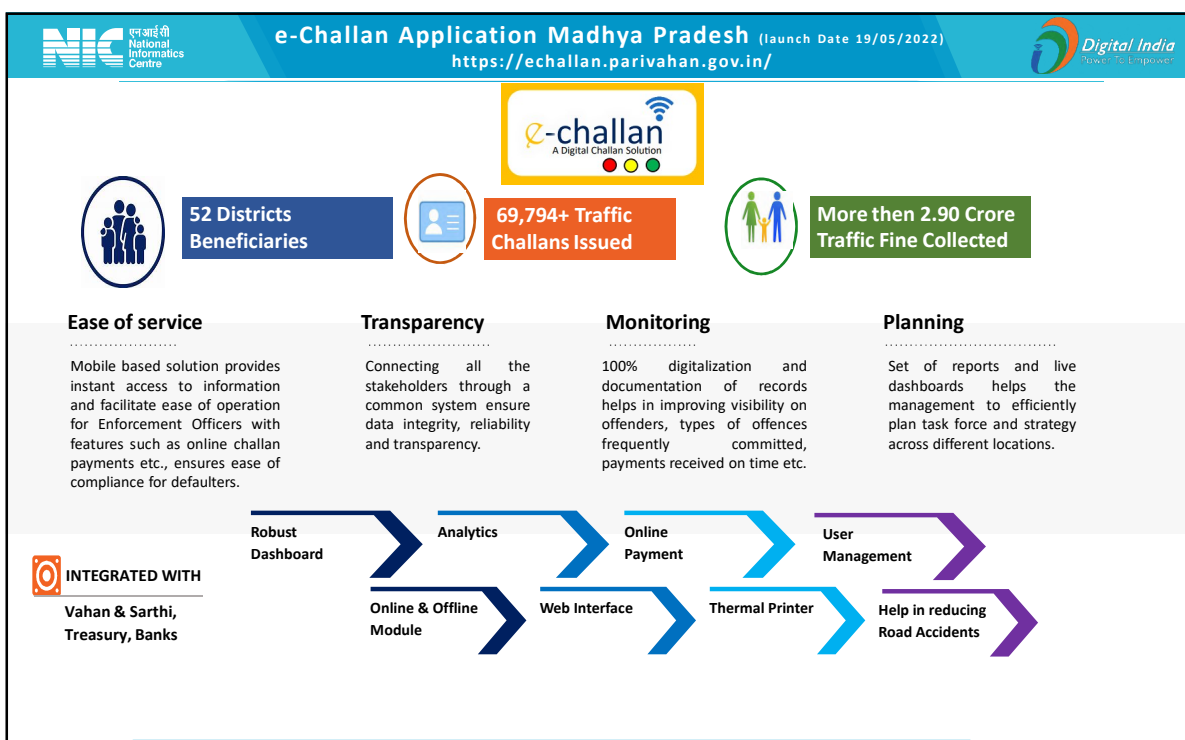 NIC
एन आई सी
National
Informatics
Centre
e-Challan Application Madhya Pradesh (launch Date 19/05/2022)
https://echallan.parivahan.gov.in/
Digital India
Power To Empower
e-challan
A Digital Challan Solution
52 Districts
Beneficiaries
69,794+ Traffic
Challans Issued
More then 2.90 Crore
Traffic Fine Collected
Ease of service
Mobile based solution provides
instant access to information
and facilitate ease of operation
for Enforcement Officers with
features such as online challan
payments etc., ensures ease of
compliance for defaulters.
Transparency
Connecting all the
stakeholders through a
common system ensure
data integrity, reliability
and transparency.
Monitoring
100% digitalization and
documentation of records
helps in improving visibility on
offenders, types of offences
frequently committed,
payments received on time etc.
Planning
Set of reports and live
dashboards helps the
management to efficiently
plan task force and strategy
across different locations.
Robust
Dashboard
Analytics
Online
Payment
User
Management
INTEGRATED WITH
Vahan & Sarthi,
Treasury, Banks
Online & Offline
Module
Web Interface
Thermal Printer
Help in reducing
Road Accidents